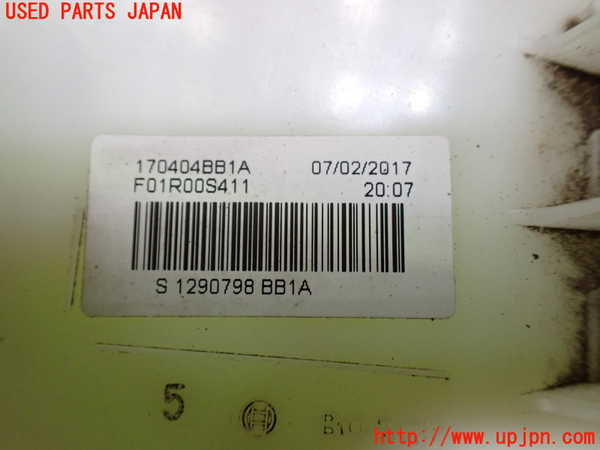 USED PARTS JAPAN
170404BB1A 07/02/2017
F01R00S411 20:07
S 1290798 BB1A
5
http://www.upjpn.com/